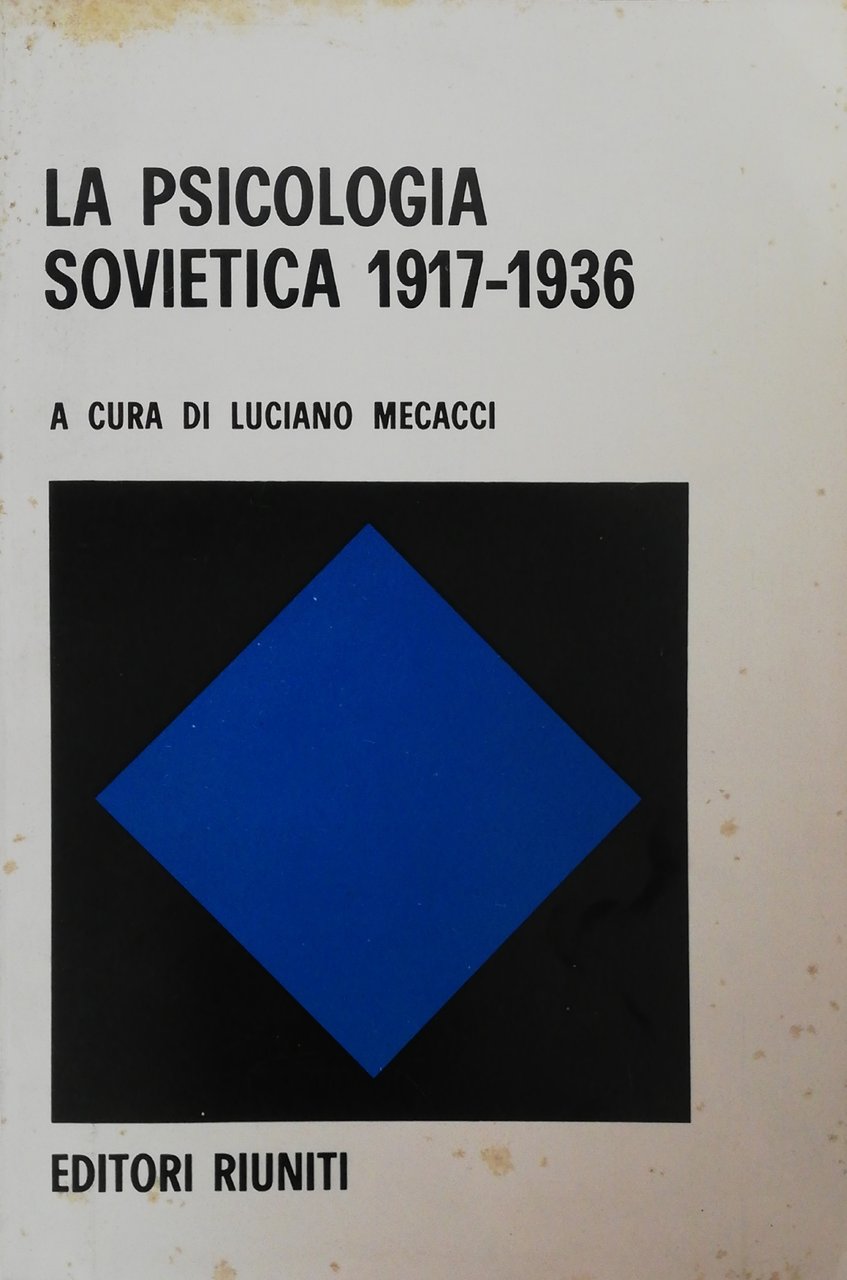 LA PSICOLOGIA
SOVIETICA 1917-1936
A CURA DI LUCIANO MECACCI
EDITORI RIUNITI